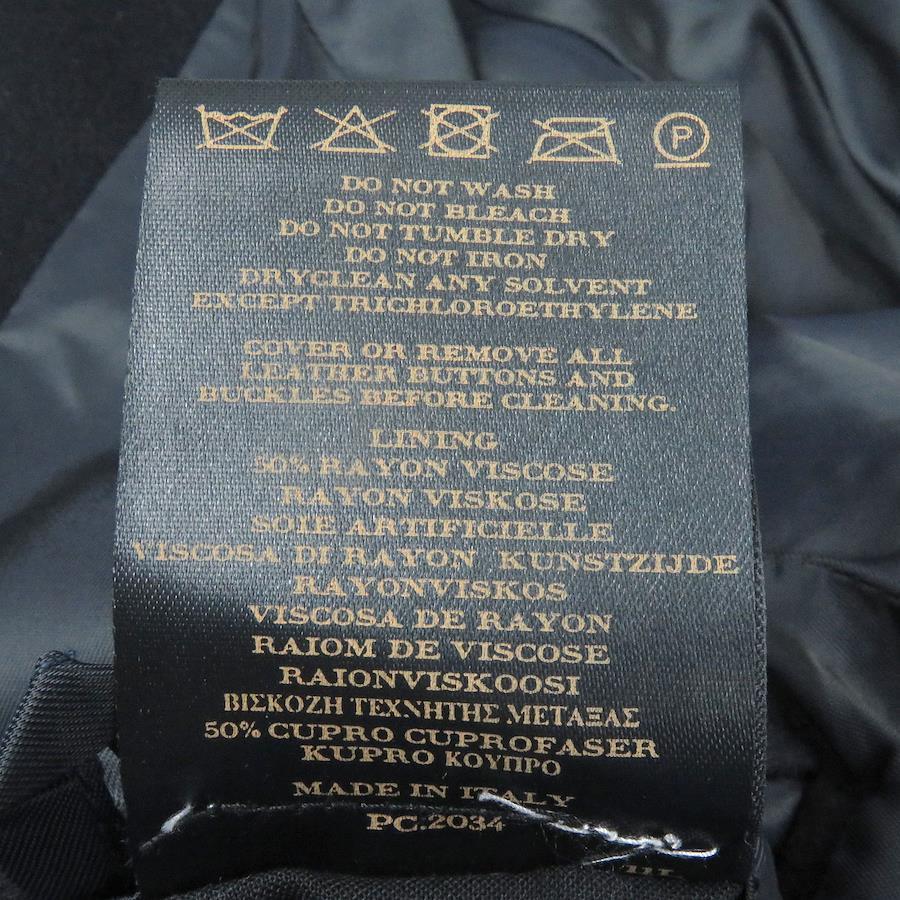 P
DO NOT WASH
DO NOT BLEACH
DO NOT TUMBLE DRY
DO NOT IRON
DRYCLEAN ANY SOLVENT
EXCEPT TRICHLOROETHYLENE
COVER OR REMOVE ALL
LEATHER BUTTONS AND
BUCKLES BEFORE CLEANING.
LINING
50% RAYON VISCOSE
RAYON VISKOSE
SOIE ARTIFICIELLE
VISCOSA DI RAYON KUNSTZIJDE
RAYONVISKOS
VISCOSA DE RAYON
RAIOM DE VISCOSE
RAIONVISKOOSI
ΒΙΣΚΟΖΗ ΤΕΧΝΗΤΗΣ ΜΕΤΑΞΑΣ
50% CUPRO CUPROFASER
KUPRO ΚΟΥΠΡΟ
MADE IN ITALY
PC.2034